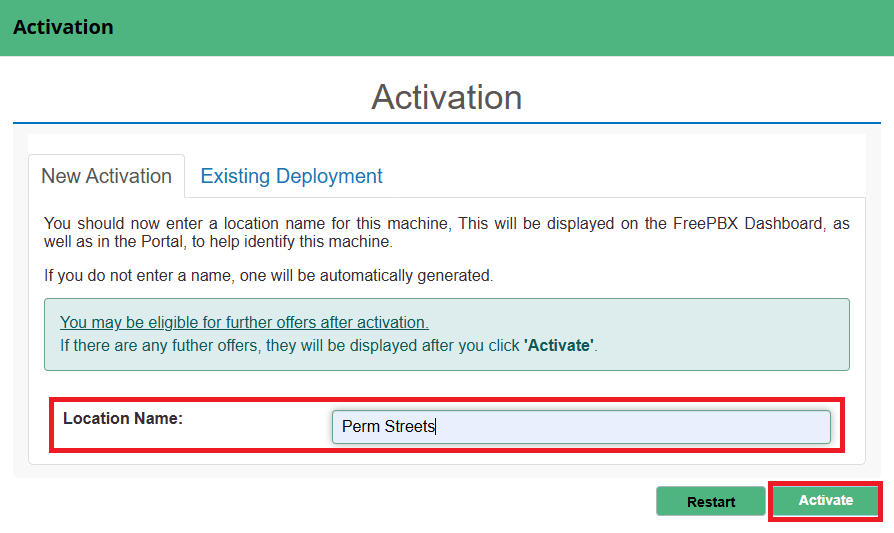 Activation
Activation
New Activation
Existing Deployment
You should now enter a location name for this machine, This will be displayed on the FreePBX Dashboard, as
well as in the Portal, to help identify this machine.
If you do not enter a name, one will be automatically generated.
You may be eligible for further offers after activation.
If there are any futher offers, they will be displayed after you click 'Activate'.
Location Name:
Perm Streets
Restart
Activate